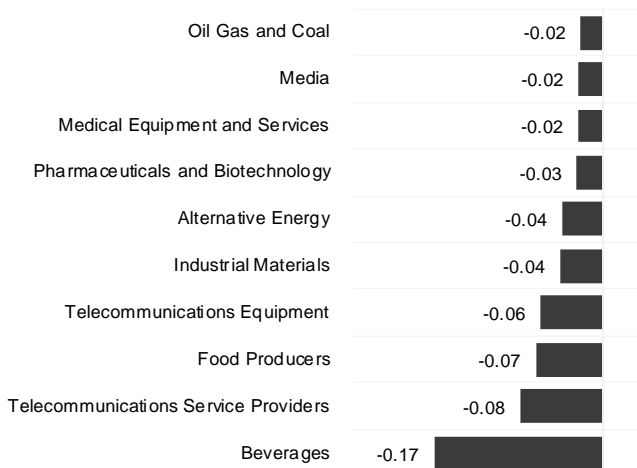 Oil Gas and Coal -0.02
Media -0.02
Medical Equipment and Services -0.02
Pharmaceuticals and Biotechnology -0.03
Alternative Energy -0.04
Industrial Materials -0.04
Telecommunications Equipment -0.06
Food Producers -0.07
Telecommunications Service Providers -0.08
Beverages -0.17